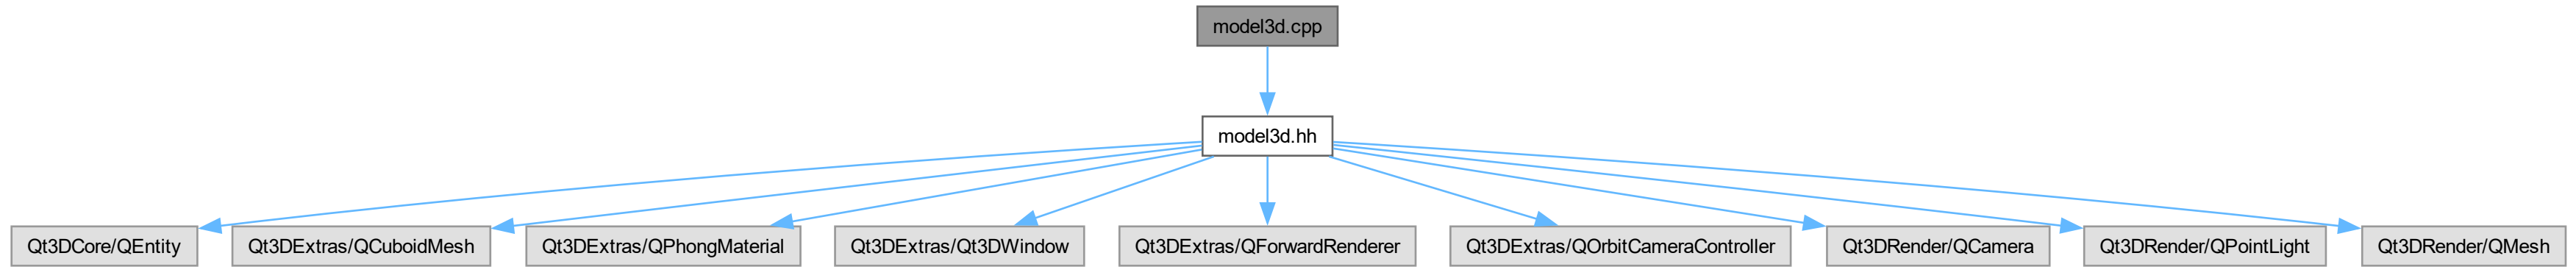 model3d.cpp
model3d.hh
Qt3DCore/QEntity
Qt3DExtras/QCuboidMesh
Qt3DExtras/QPhongMaterial
Qt3DExtras/Qt3DWindow
Qt3DExtras/QForwardRenderer
Qt3DExtras/QOrbitCameraController
Qt3DRender/QCamera
Qt3DRender/QPointLight
Qt3DRender/QMesh